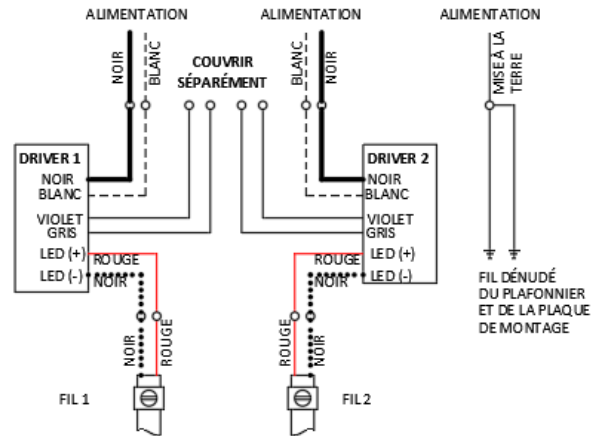 ALIMENTATION
ALIMENTATION
ALIMENTATION
NOIR
BLANC
COUVRIR
SÉPARÉMENT
BLANC
NOIR
MISE À LA
TERRE
DRIVER 1
NOIR
BLANC
VIOLET
GRIS
LED (+)
LED (-)
ROUGE
NOIR
DRIVER 2
NOIR
BLANC
VIOLET
GRIS
LED (+)
LED (-)
ROUGE
NOIR
FIL DÉNUDÉ
DU PLAFONNIER
ET DE LA PLAQUE
DE MONTAGE
NOIR
ROUGE
ROUGE
NOIR
FIL 1
FIL 2